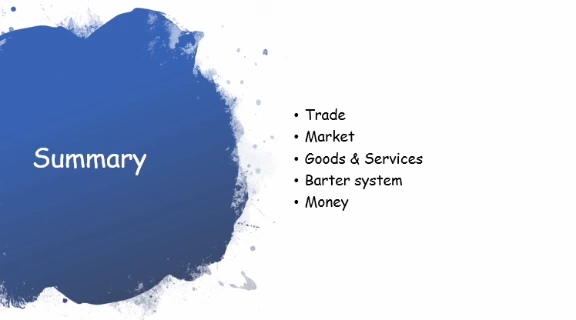 Summary
• Trade
• Market
• Goods & Services
• Barter system
• Money